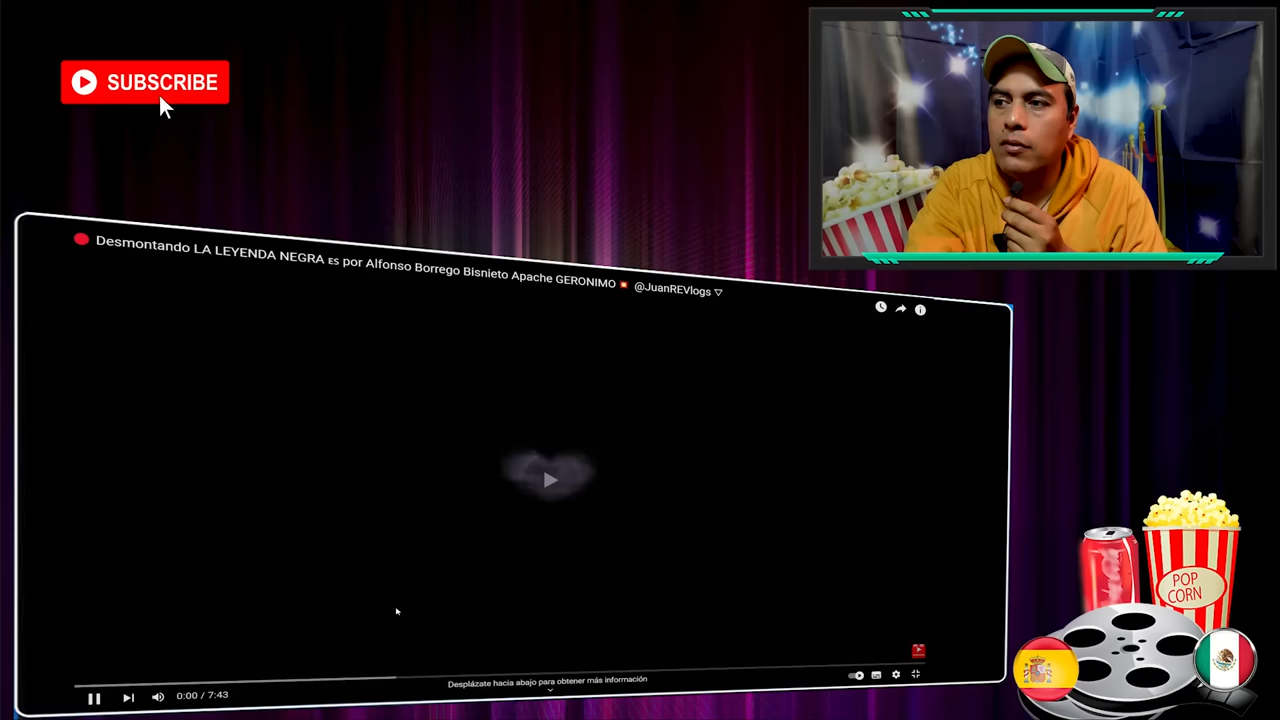 SUBSCRIBE
Desmontando LA LEYENDA NEGRA ES por Alfonso Borrego Bisnieto Apache GERONIMO 💥 @JuanREVlogs ▽
Desplázate hacia abajo para obtener más información
0:00 / 7:43
POP
CORN